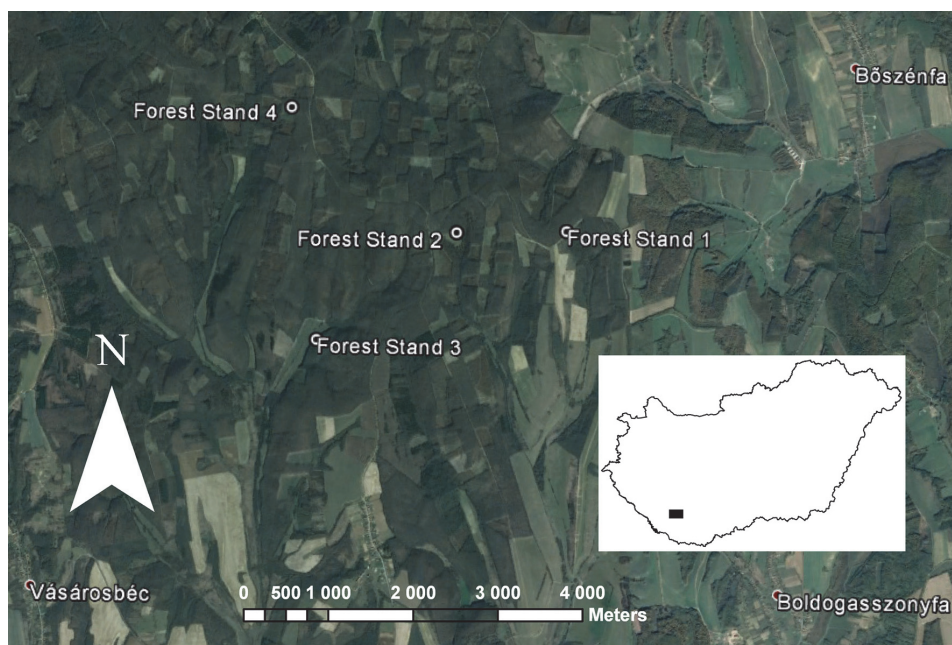 Bõszénfa
Forest Stand 4
Forest Stand 2
Forest Stand 1
Forest Stand 3
N
Vásárosbéc
0 500 1 000 2 000 3 000 4 000
Meters
Boldogasszonyfa